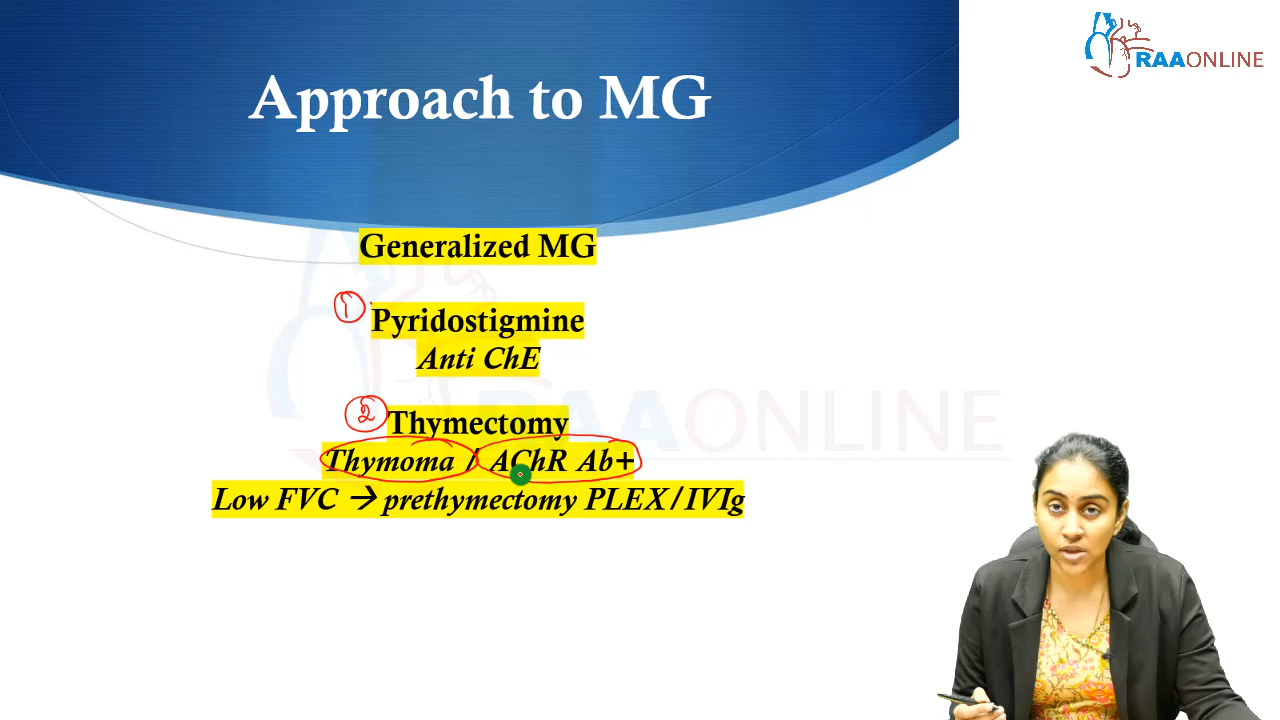 RAAONLINE
Approach to MG
Generalized MG
1
Pyridostigmine
Anti ChE
2
Thymectomy
Thymoma / AChR Ab+
Low FVC → prethymectomy PLEX/IVIg
RAAONLINE